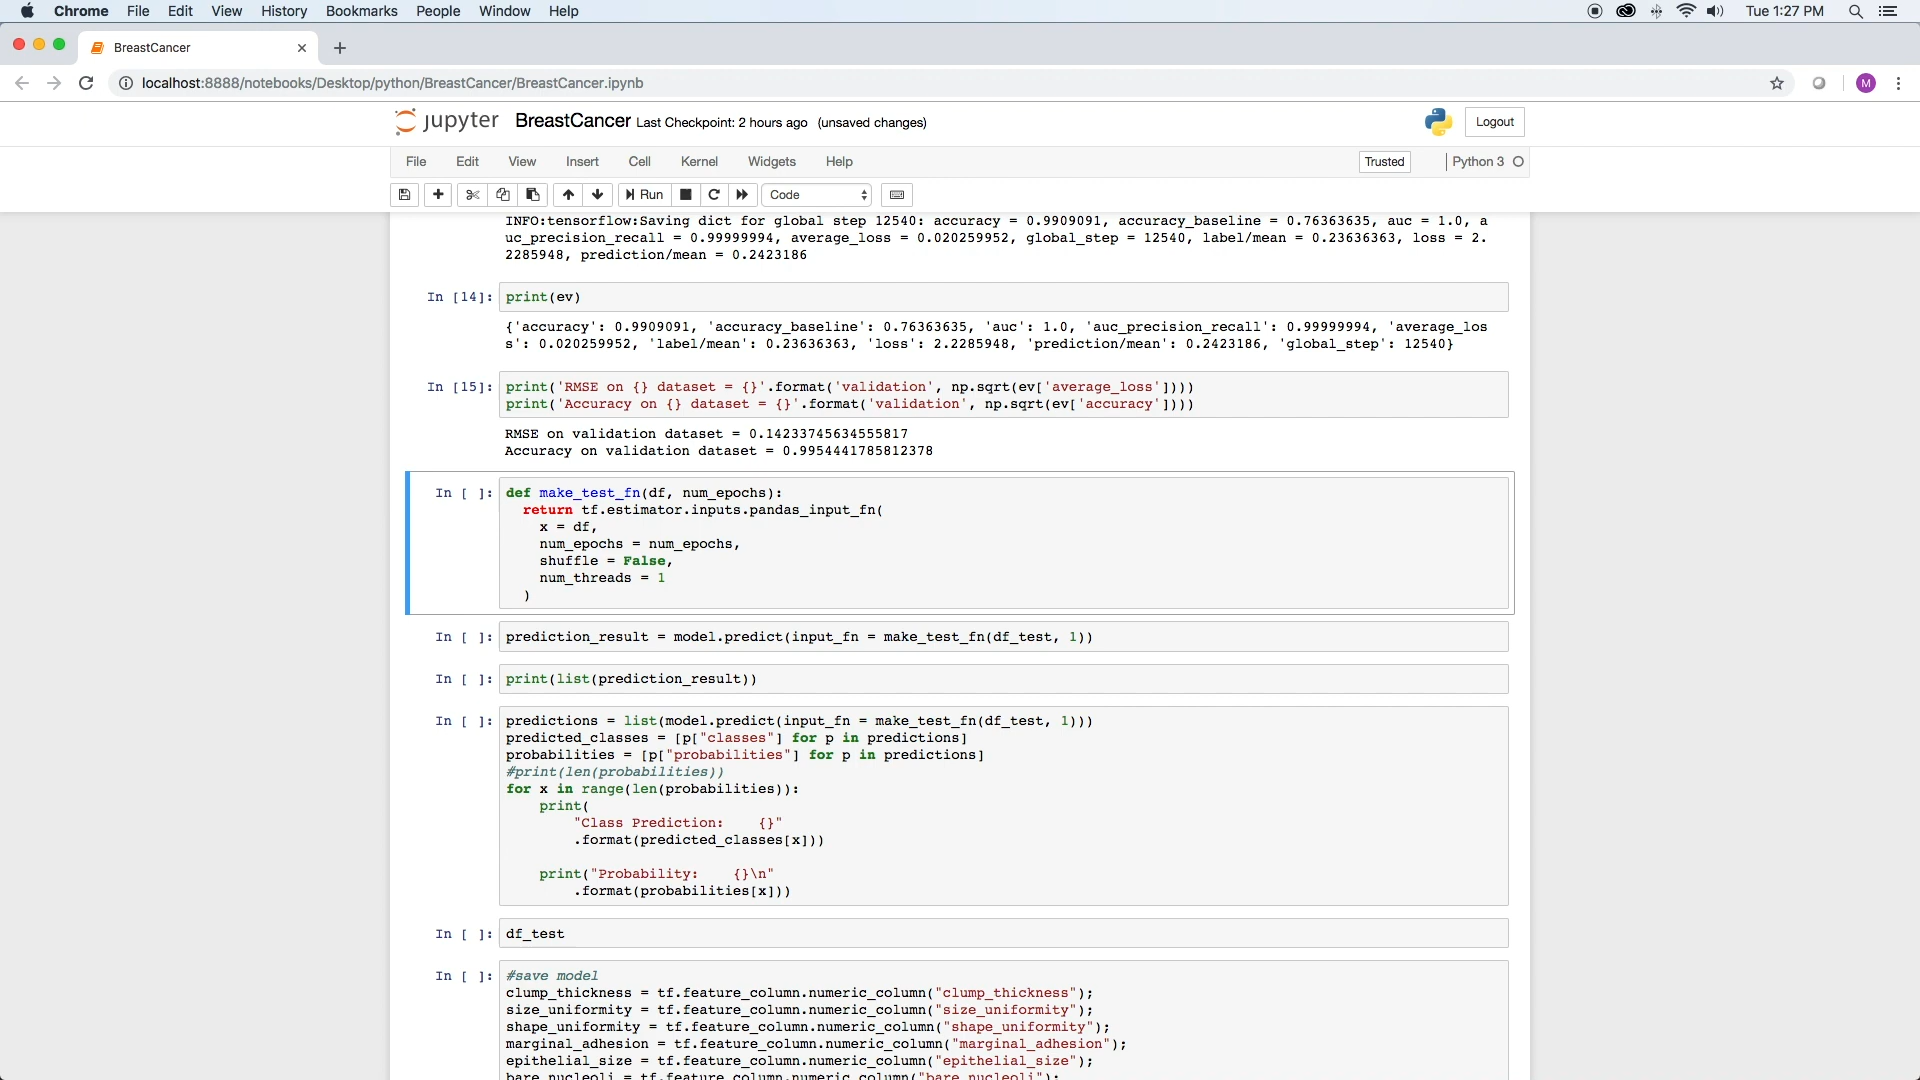 Chrome File Edit View History Bookmarks People Window Help Tue 1:27 PM
BreastCancer
localhost:8888/notebooks/Desktop/python/BreastCancer/BreastCancer.ipynb M
jupyter BreastCancer Last Checkpoint: 2 hours ago (unsaved changes) Logout
File Edit View Insert Cell Kernel Widgets Help Trusted Python 3
Run Code
INFO:tensorflow:Saving dict for global step 12540: accuracy = 0.9909091, accuracy_baseline = 0.76363635, auc = 1.0, a
uc_precision_recall = 0.99999994, average_loss = 0.020259952, global_step = 12540, label/mean = 0.23636363, loss = 2.
2285948, prediction/mean = 0.2423186
In [14]: print(ev)
{'accuracy': 0.9909091, 'accuracy_baseline': 0.76363635, 'auc': 1.0, 'auc_precision_recall': 0.99999994, 'average_los
s': 0.020259952, 'label/mean': 0.23636363, 'loss': 2.2285948, 'prediction/mean': 0.2423186, 'global_step': 12540}
In [15]: print('RMSE on {} dataset = {}'.format('validation', np.sqrt(ev['average_loss'])))
print('Accuracy on {} dataset = {}'.format('validation', np.sqrt(ev['accuracy'])))
RMSE on validation dataset = 0.14233745634555817
Accuracy on validation dataset = 0.9954441785812378
In [ ]: def make_test_fn(df, num_epochs):
return tf.estimator.inputs.pandas_input_fn(
x = df,
num_epochs = num_epochs,
shuffle = False,
num_threads = 1
)
In [ ]: prediction_result = model.predict(input_fn = make_test_fn(df_test, 1))
In [ ]: print(list(prediction_result))
In [ ]: predictions = list(model.predict(input_fn = make_test_fn(df_test, 1)))
predicted_classes = [p["classes"] for p in predictions]
probabilities = [p["probabilities"] for p in predictions]
#print(len(probabilities))
for x in range(len(probabilities)):
print(
"Class Prediction:    {}"
.format(predicted_classes[x]))
print("Probability:    {}\n"
.format(probabilities[x]))
In [ ]: df_test
In [ ]: #save model
clump_thickness = tf.feature_column.numeric_column("clump_thickness");
size_uniformity = tf.feature_column.numeric_column("size_uniformity");
shape_uniformity = tf.feature_column.numeric_column("shape_uniformity");
marginal_adhesion = tf.feature_column.numeric_column("marginal_adhesion");
epithelial_size = tf.feature_column.numeric_column("epithelial_size");
bare_nucleoli = tf.feature_column.numeric_column("bare_nucleoli");